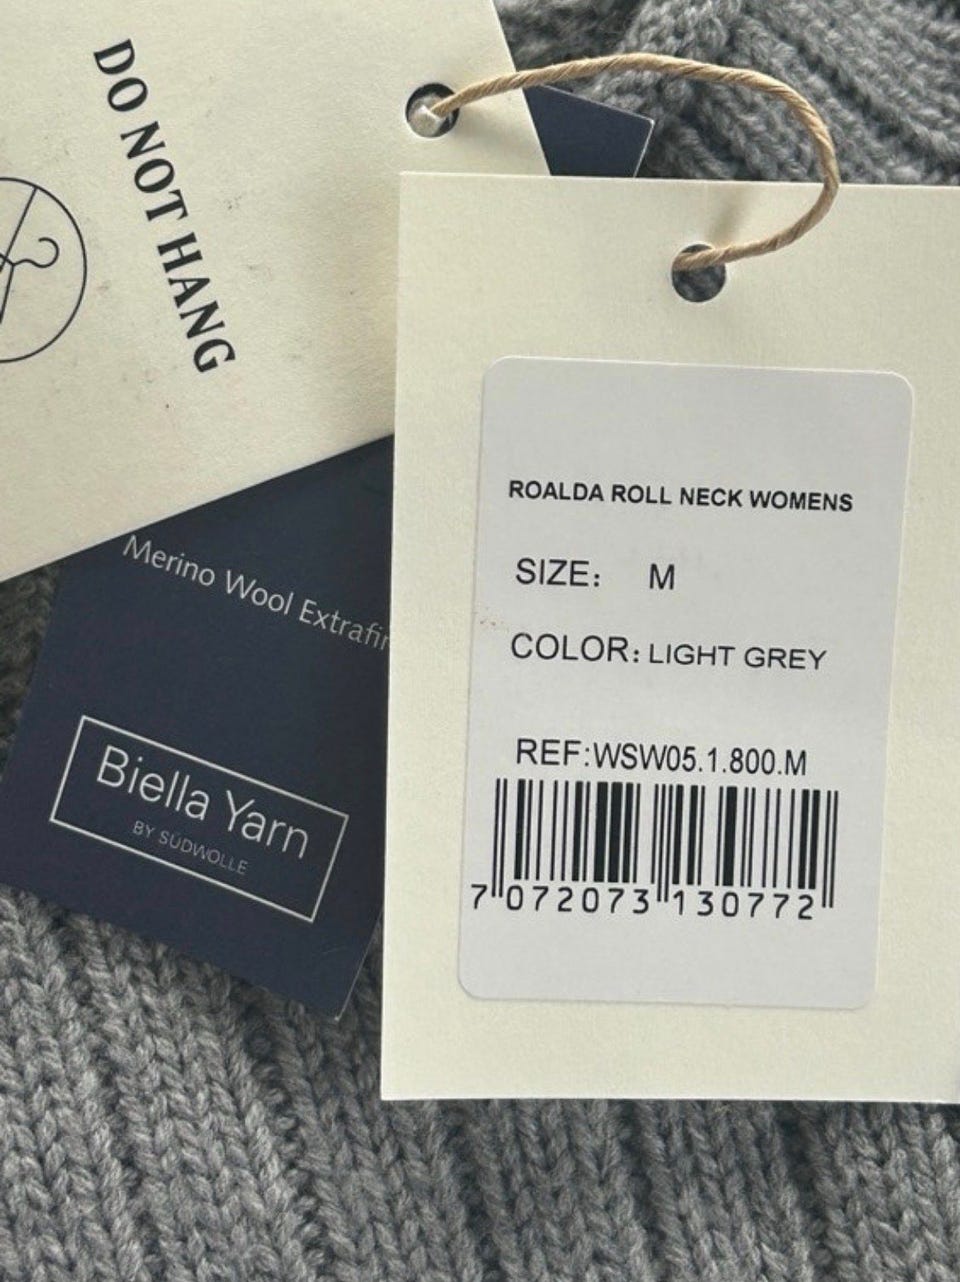 DO NOT HANG
Merino Wool
Biella Yarn
BY SÜDWOLLE
ROALDA ROLL NECK WOMENS
SIZE: M
COLOR: LIGHT GREY
REF:WSW05.1.800.M
7 072073 130772